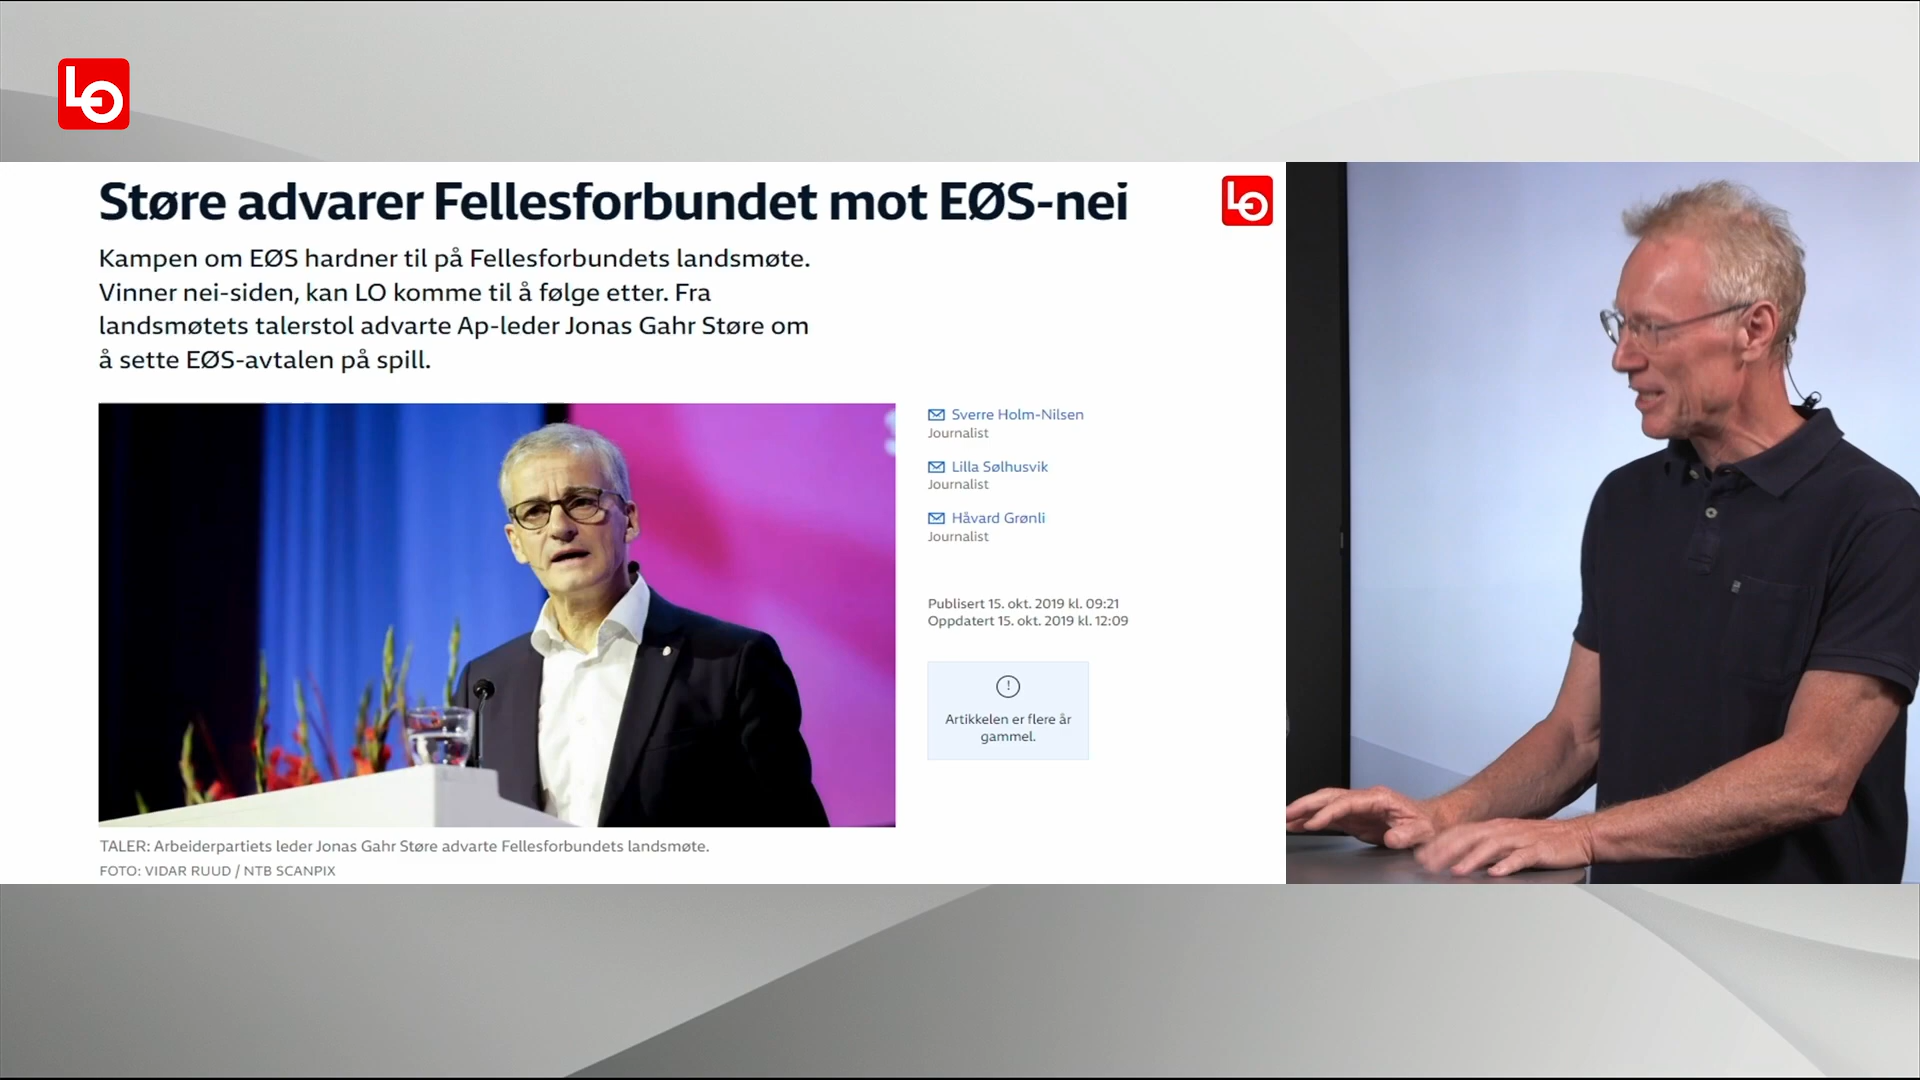 LO
Støre advarer Fellesforbundet mot EØS-nei
LO
Kampen om EØS hardner til på Fellesforbundets landsmøte.
Vinner nei-siden, kan LO komme til å følge etter. Fra
landsmøtets talerstol advarte Ap-leder Jonas Gahr Støre om
å sette EØS-avtalen på spill.
Sverre Holm-Nilsen
Journalist
Lilla Sølhusvik
Journalist
Håvard Grønli
Journalist
Publisert 15. okt. 2019 kl. 09:21
Oppdatert 15. okt. 2019 kl. 12:09
Artikkelen er flere år
gammel.
TALER: Arbeiderpartiets leder Jonas Gahr Støre advarte Fellesforbundets landsmøte.
FOTO: VIDAR RUUD / NTB SCANPIX